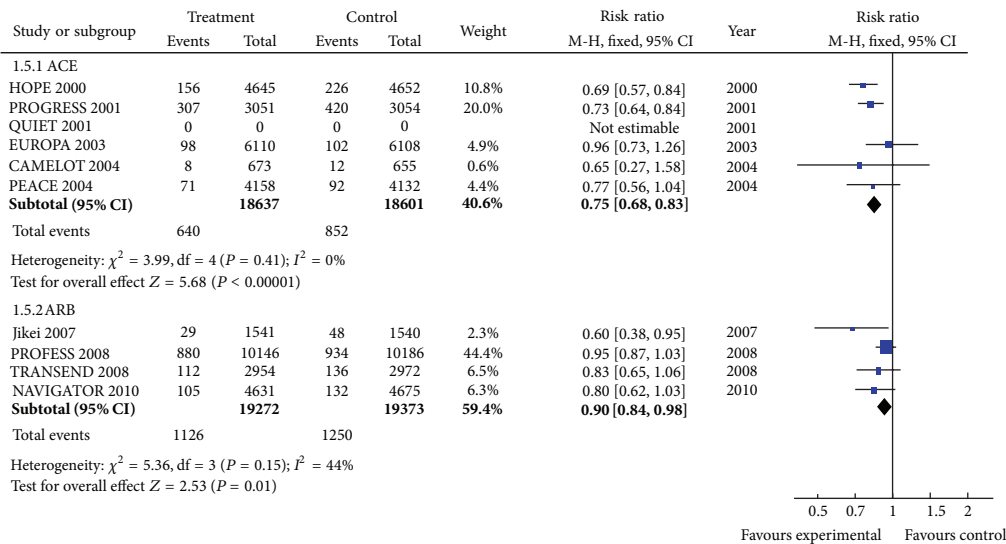 Study or subgroup Treatment Control Weight Risk ratio Year Risk ratio
Events Total Events Total M-H, fixed, 95% CI M-H, fixed, 95% CI
1.5.1 ACE
HOPE 2000 156 4645 226 4652 10.8% 0.69 [0.57, 0.84] 2000
PROGRESS 2001 307 3051 420 3054 20.0% 0.73 [0.64, 0.84] 2001
QUIET 2001 0 0 0 0 Not estimable 2001
EUROPA 2003 98 6110 102 6108 4.9% 0.96 [0.73, 1.26] 2003
CAMELOT 2004 8 673 12 655 0.6% 0.65 [0.27, 1.58] 2004
PEACE 2004 71 4158 92 4132 4.4% 0.77 [0.56, 1.04] 2004
Subtotal (95% CI) 18637 18601 40.6% 0.75 [0.68, 0.83]
Total events 640 852
Heterogeneity: χ² = 3.99, df = 4 (P = 0.41); I² = 0%
Test for overall effect Z = 5.68 (P < 0.00001)
1.5.2 ARB
Jikei 2007 29 1541 48 1540 2.3% 0.60 [0.38, 0.95] 2007
PROFESS 2008 880 10146 934 10186 44.4% 0.95 [0.87, 1.03] 2008
TRANSEND 2008 112 2954 136 2972 6.5% 0.83 [0.65, 1.06] 2008
NAVIGATOR 2010 105 4631 132 4675 6.3% 0.80 [0.62, 1.03] 2010
Subtotal (95% CI) 19272 19373 59.4% 0.90 [0.84, 0.98]
Total events 1126 1250
Heterogeneity: χ² = 5.36, df = 3 (P = 0.15); I² = 44%
Test for overall effect Z = 2.53 (P = 0.01)
0.5 0.7 1 1.5 2
Favours experimental Favours control